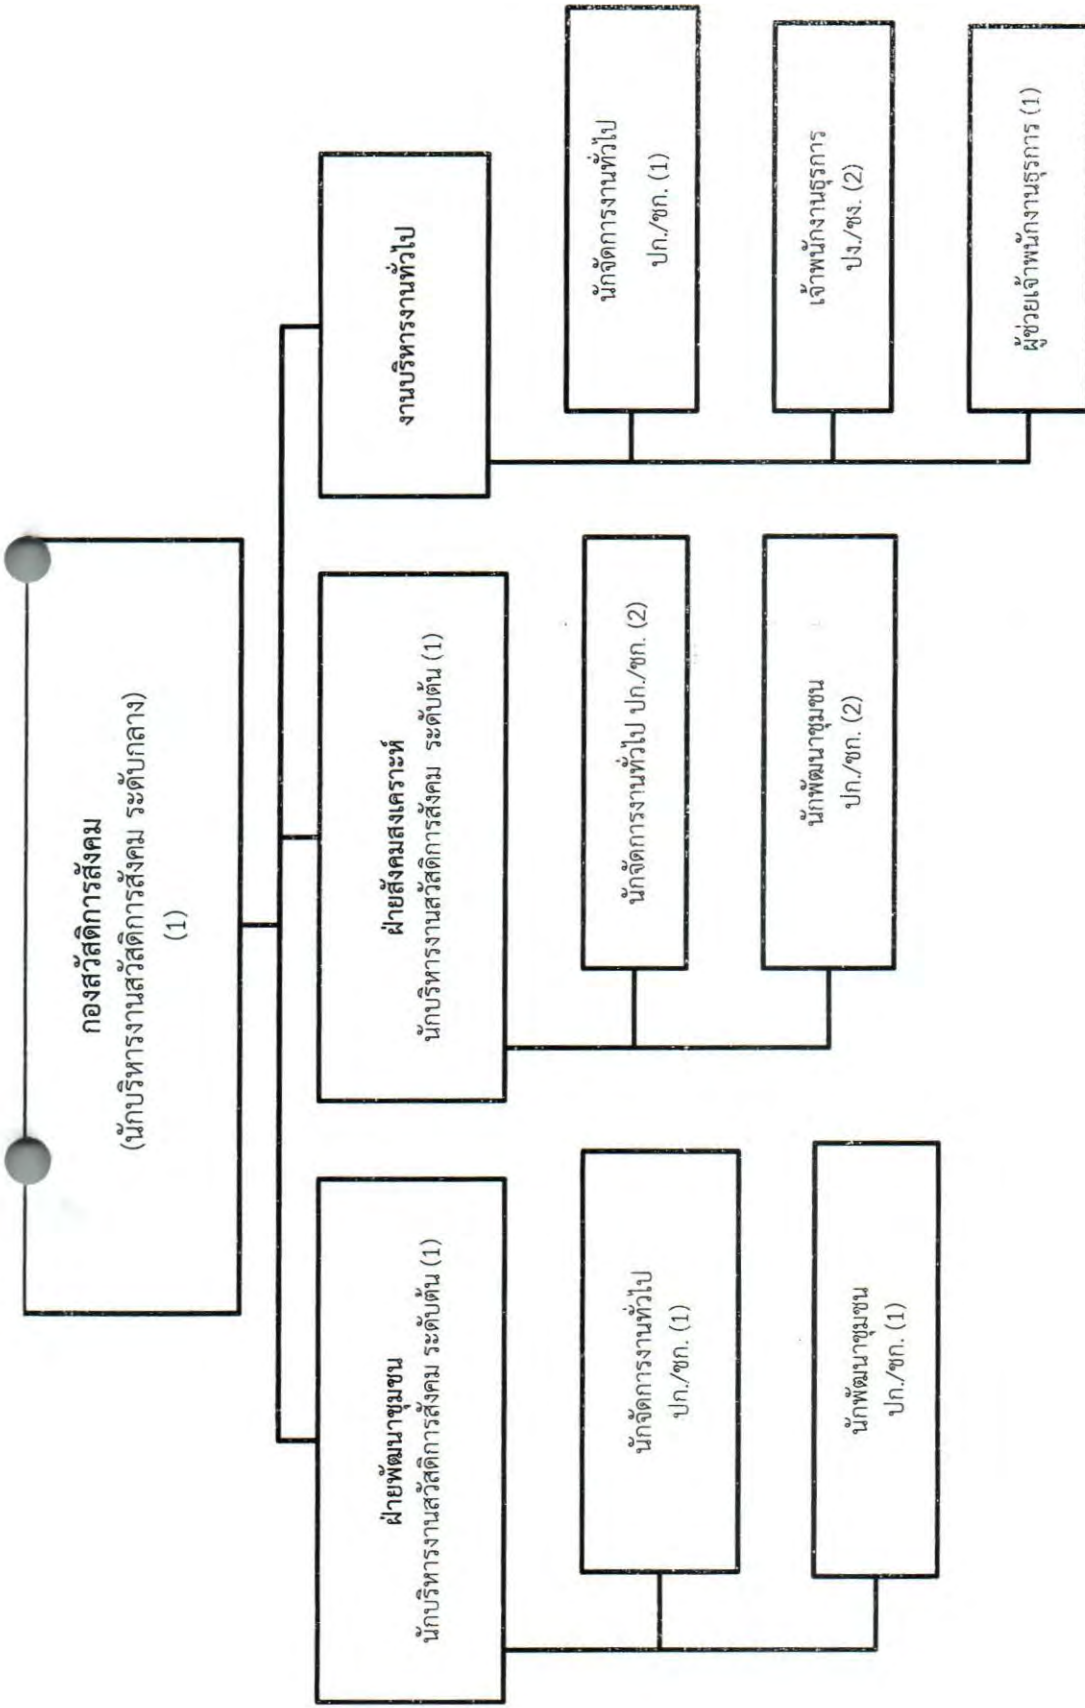 กองสวัสดิการสังคม
(นักบริหารงานสวัสดิการสังคม ระดับกลาง)
(1)
ฝ่ายพัฒนาชุมชน
นักบริหารงานสวัสดิการสังคม ระดับต้น (1)
นักจัดการงานทั่วไป
ปก./ชก. (1)
นักพัฒนาชุมชน
ปก./ชก. (1)
ฝ่ายสังคมสงเคราะห์
นักบริหารงานสวัสดิการสังคม ระดับต้น (1)
นักจัดการงานทั่วไป ปก./ชก. (2)
นักพัฒนาชุมชน
ปก./ชก. (2)
งานบริหารงานทั่วไป
นักจัดการงานทั่วไป
ปก./ชก. (1)
เจ้าพนักงานธุรการ
ปง./ชง. (2)
ผู้ช่วยเจ้าพนักงานธุรการ (1)